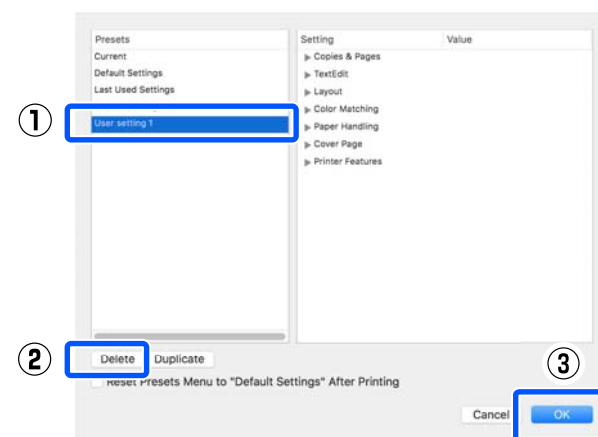 Presets
Setting Value
Current
Default Settings
Last Used Settings
User setting 1
Copies & Pages
TextEdit
Layout
Color Matching
Paper Handling
Cover Page
Printer Features
①
②
③
Delete Duplicate
Reset Presets Menu to "Default Settings" After Printing
Cancel OK